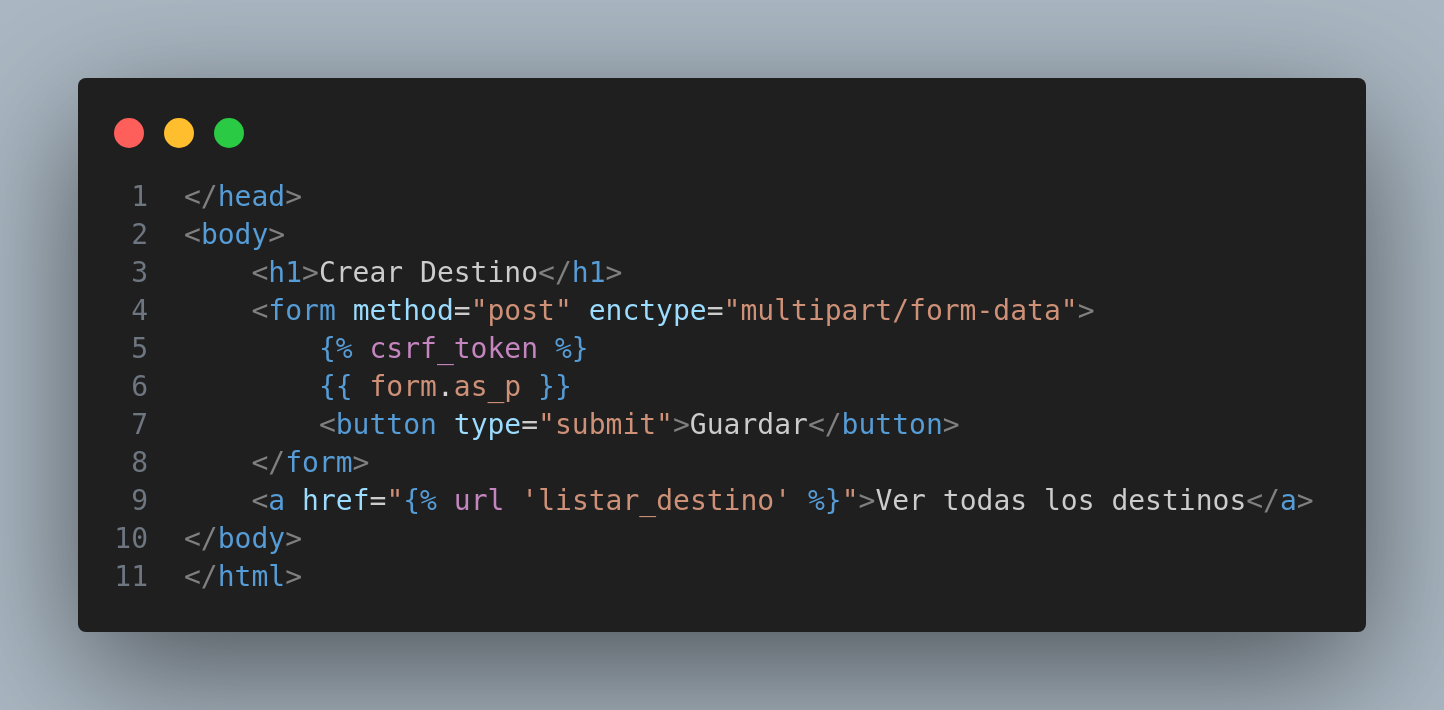 1 </head>
2 <body>
3     <h1>Crear Destino</h1>
4     <form method="post" enctype="multipart/form-data">
5         {% csrf_token %}
6         {{ form.as_p }}
7         <button type="submit">Guardar</button>
8     </form>
9     <a href="{% url 'listar_destino' %}">Ver todas los destinos</a>
10 </body>
11 </html>